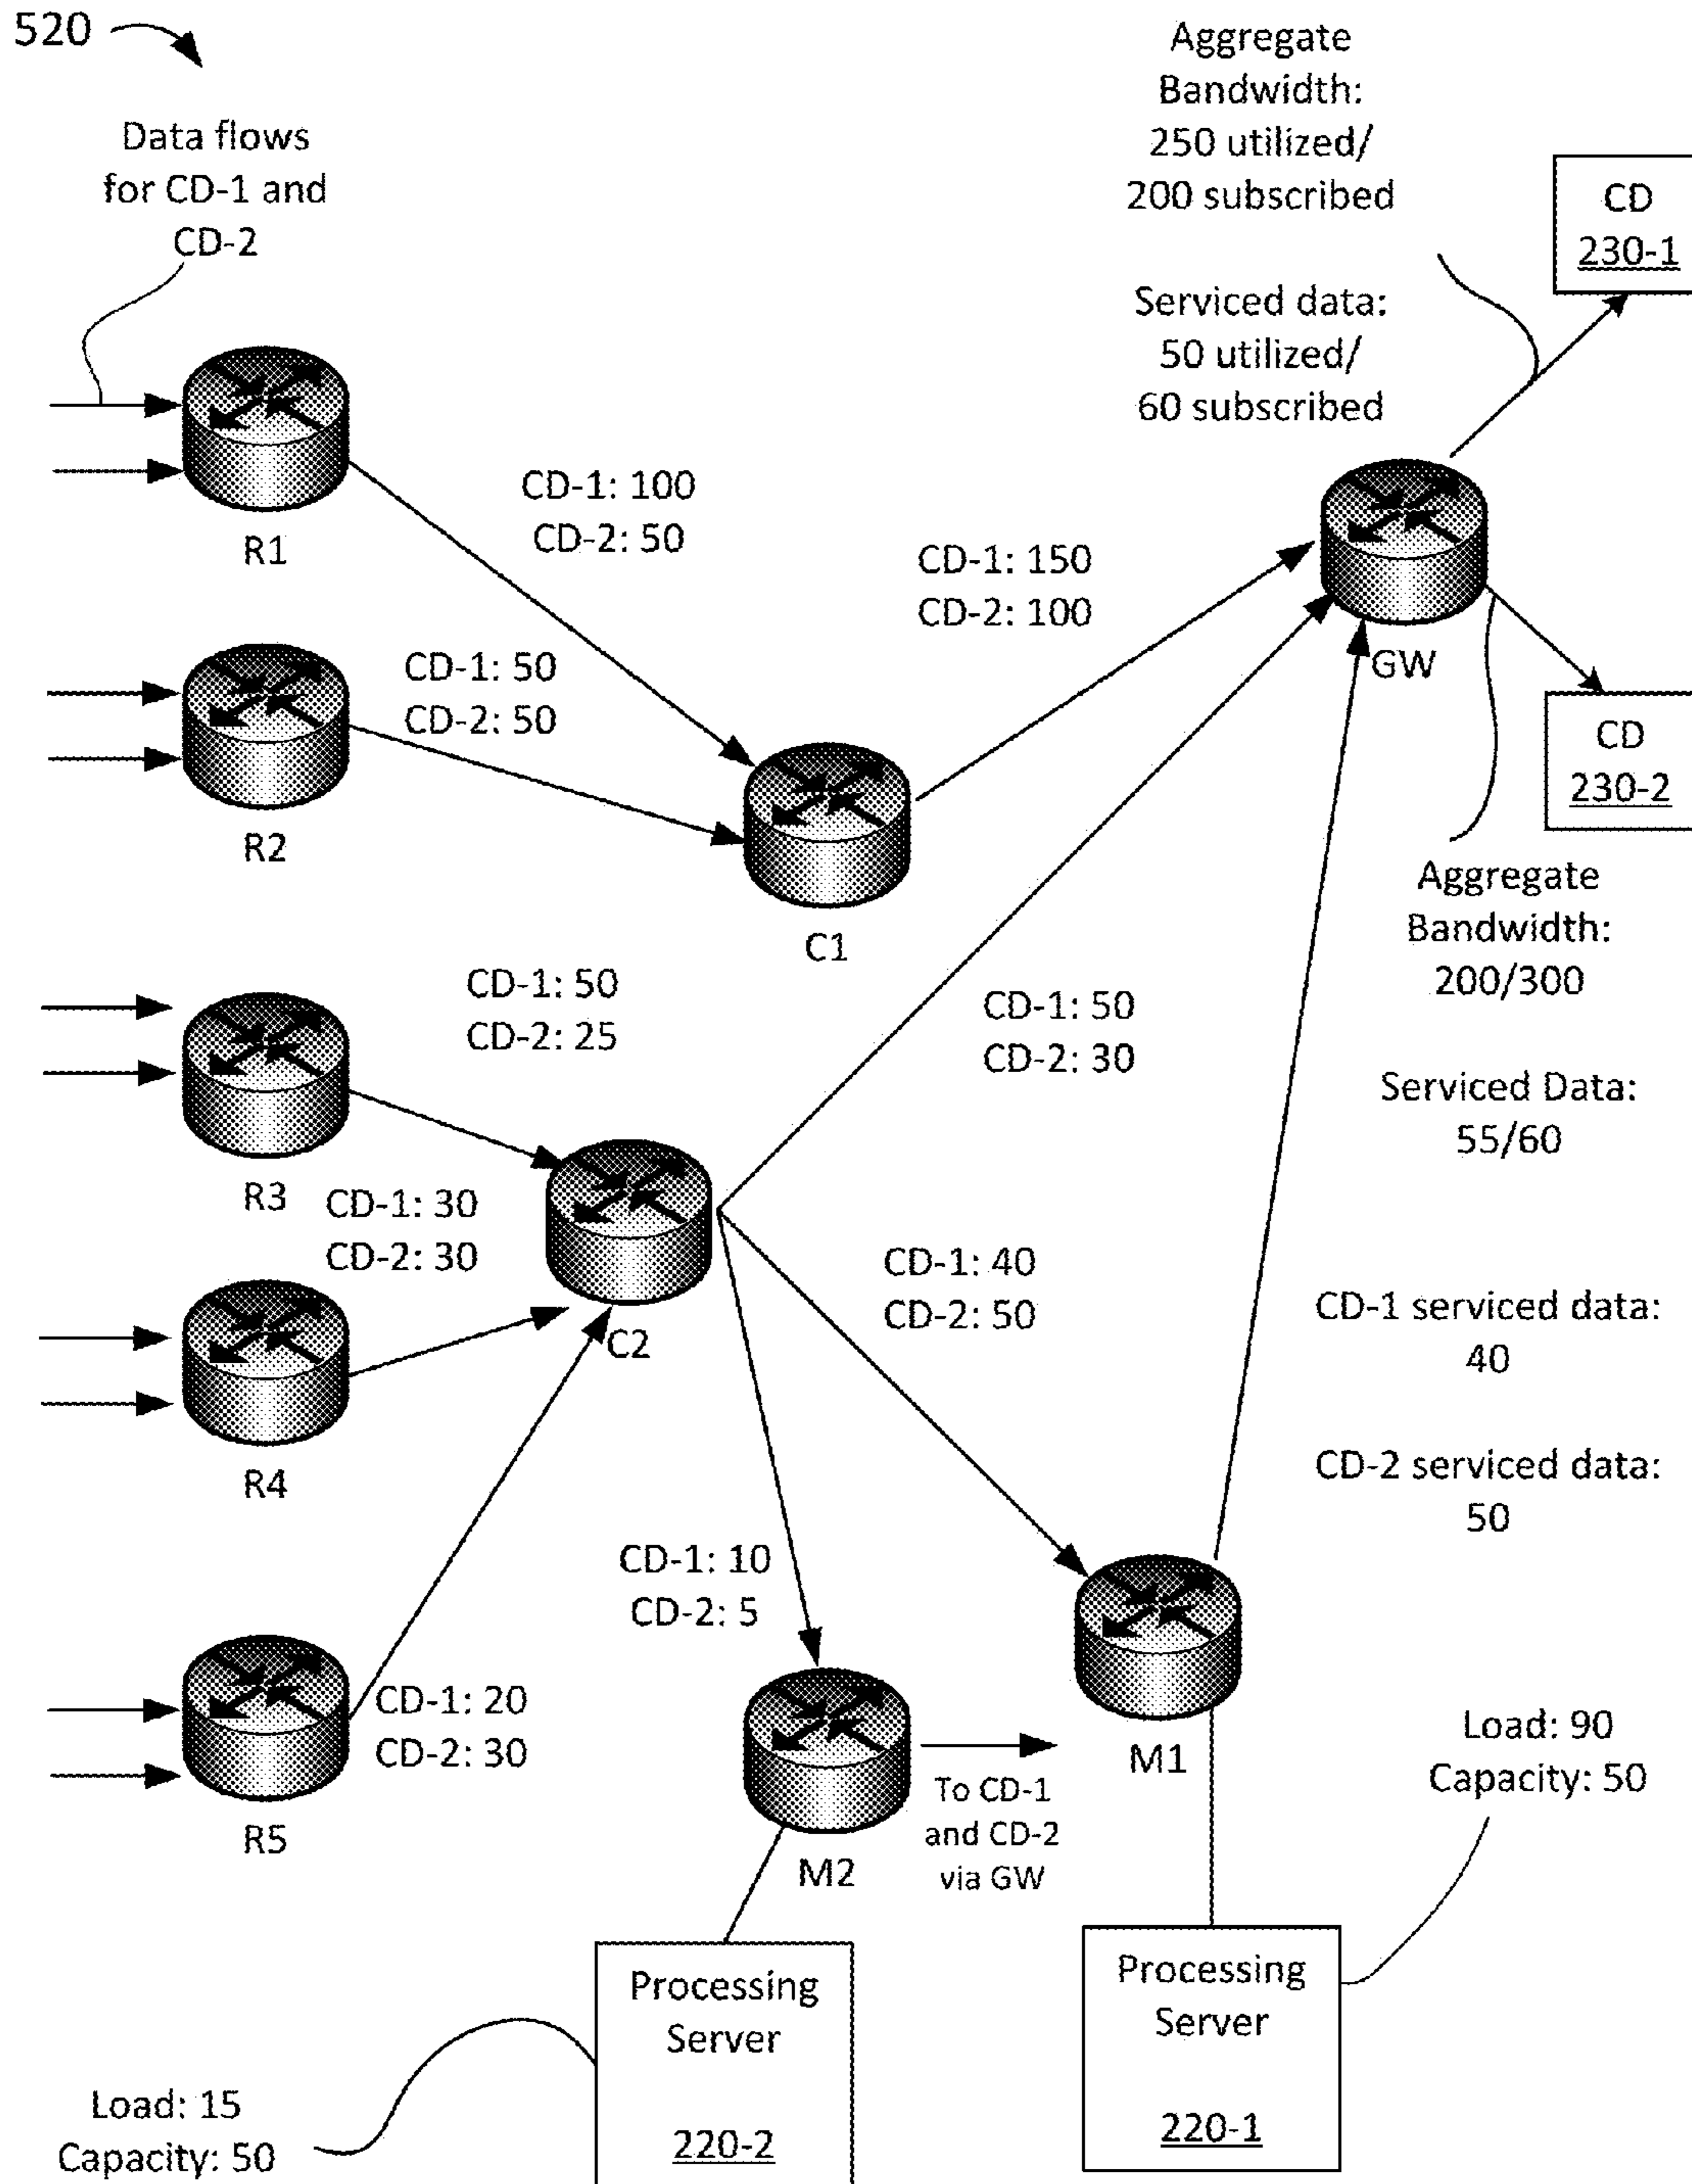 520
Data flows
for CD-1 and
CD-2
Aggregate
Bandwidth:
250 utilized/
200 subscribed
Serviced data:
50 utilized/
60 subscribed
CD
230-1
R1
CD-1: 100
CD-2: 50
CD-1: 150
CD-2: 100
GW
CD
230-2
R2
CD-1: 50
CD-2: 50
C1
Aggregate
Bandwidth:
200/300
Serviced Data:
55/60
R3
CD-1: 50
CD-2: 25
CD-1: 50
CD-2: 30
CD-1: 30
CD-2: 30
C2
CD-1: 40
CD-2: 50
CD-1 serviced data:
40
CD-2 serviced data:
50
R4
CD-1: 10
CD-2: 5
R5
CD-1: 20
CD-2: 30
M2
To CD-1
and CD-2
via GW
M1
Load: 90
Capacity: 50
Processing
Server
220-2
Processing
Server
220-1
Load: 15
Capacity: 50